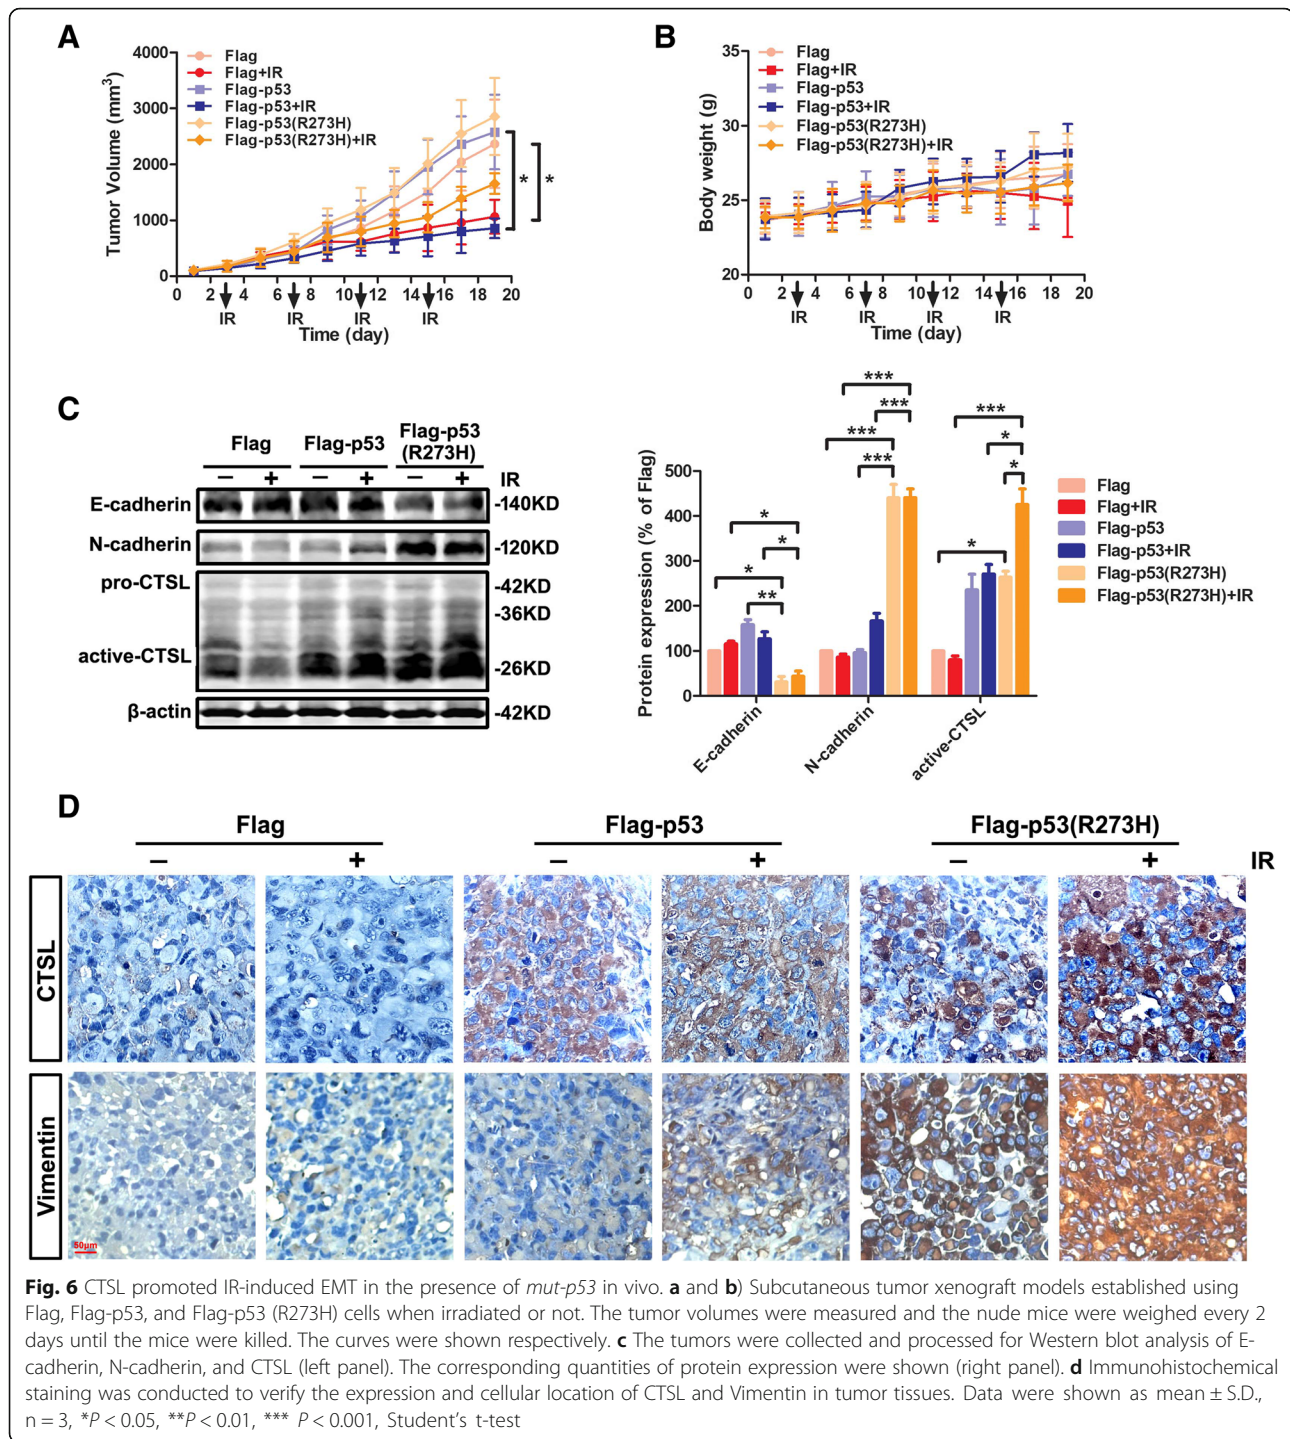 A
Tumor Volume (mm³)
4000
3000
2000
1000
0
Flag
Flag+IR
Flag-p53
Flag-p53+IR
Flag-p53(R273H)
Flag-p53(R273H)+IR
*
*
0 2 4 6 8 10 12 14 16 18 20
IR IR IR IR
Time (day)
B
Body weight (g)
35
30
25
20
Flag
Flag+IR
Flag-p53
Flag-p53+IR
Flag-p53(R273H)
Flag-p53(R273H)+IR
0 2 4 6 8 10 12 14 16 18 20
IR IR IR IR
Time (day)
C
Flag Flag-p53 Flag-p53
(R273H)
– + – + – + IR
E-cadherin -140KD
N-cadherin -120KD
pro-CTSL -42KD
-36KD
active-CTSL -26KD
β-actin -42KD
Protein expression (% of Flag)
500
400
300
200
100
0
*
*
*
**
***
***
***
***
***
*
*
*
E-cadherin
N-cadherin
active-CTSL
Flag
Flag+IR
Flag-p53
Flag-p53+IR
Flag-p53(R273H)
Flag-p53(R273H)+IR
D
Flag Flag-p53 Flag-p53(R273H)
– + – + – + IR
CTSL
Vimentin
50μm
Fig. 6 CTSL promoted IR-induced EMT in the presence of mut-p53 in vivo. a and b) Subcutaneous tumor xenograft models established using
Flag, Flag-p53, and Flag-p53 (R273H) cells when irradiated or not. The tumor volumes were measured and the nude mice were weighed every 2
days until the mice were killed. The curves were shown respectively. c The tumors were collected and processed for Western blot analysis of E-
cadherin, N-cadherin, and CTSL (left panel). The corresponding quantities of protein expression were shown (right panel). d Immunohistochemical
staining was conducted to verify the expression and cellular location of CTSL and Vimentin in tumor tissues. Data were shown as mean ± S.D.,
n = 3, *P < 0.05, **P < 0.01, *** P < 0.001, Student's t-test